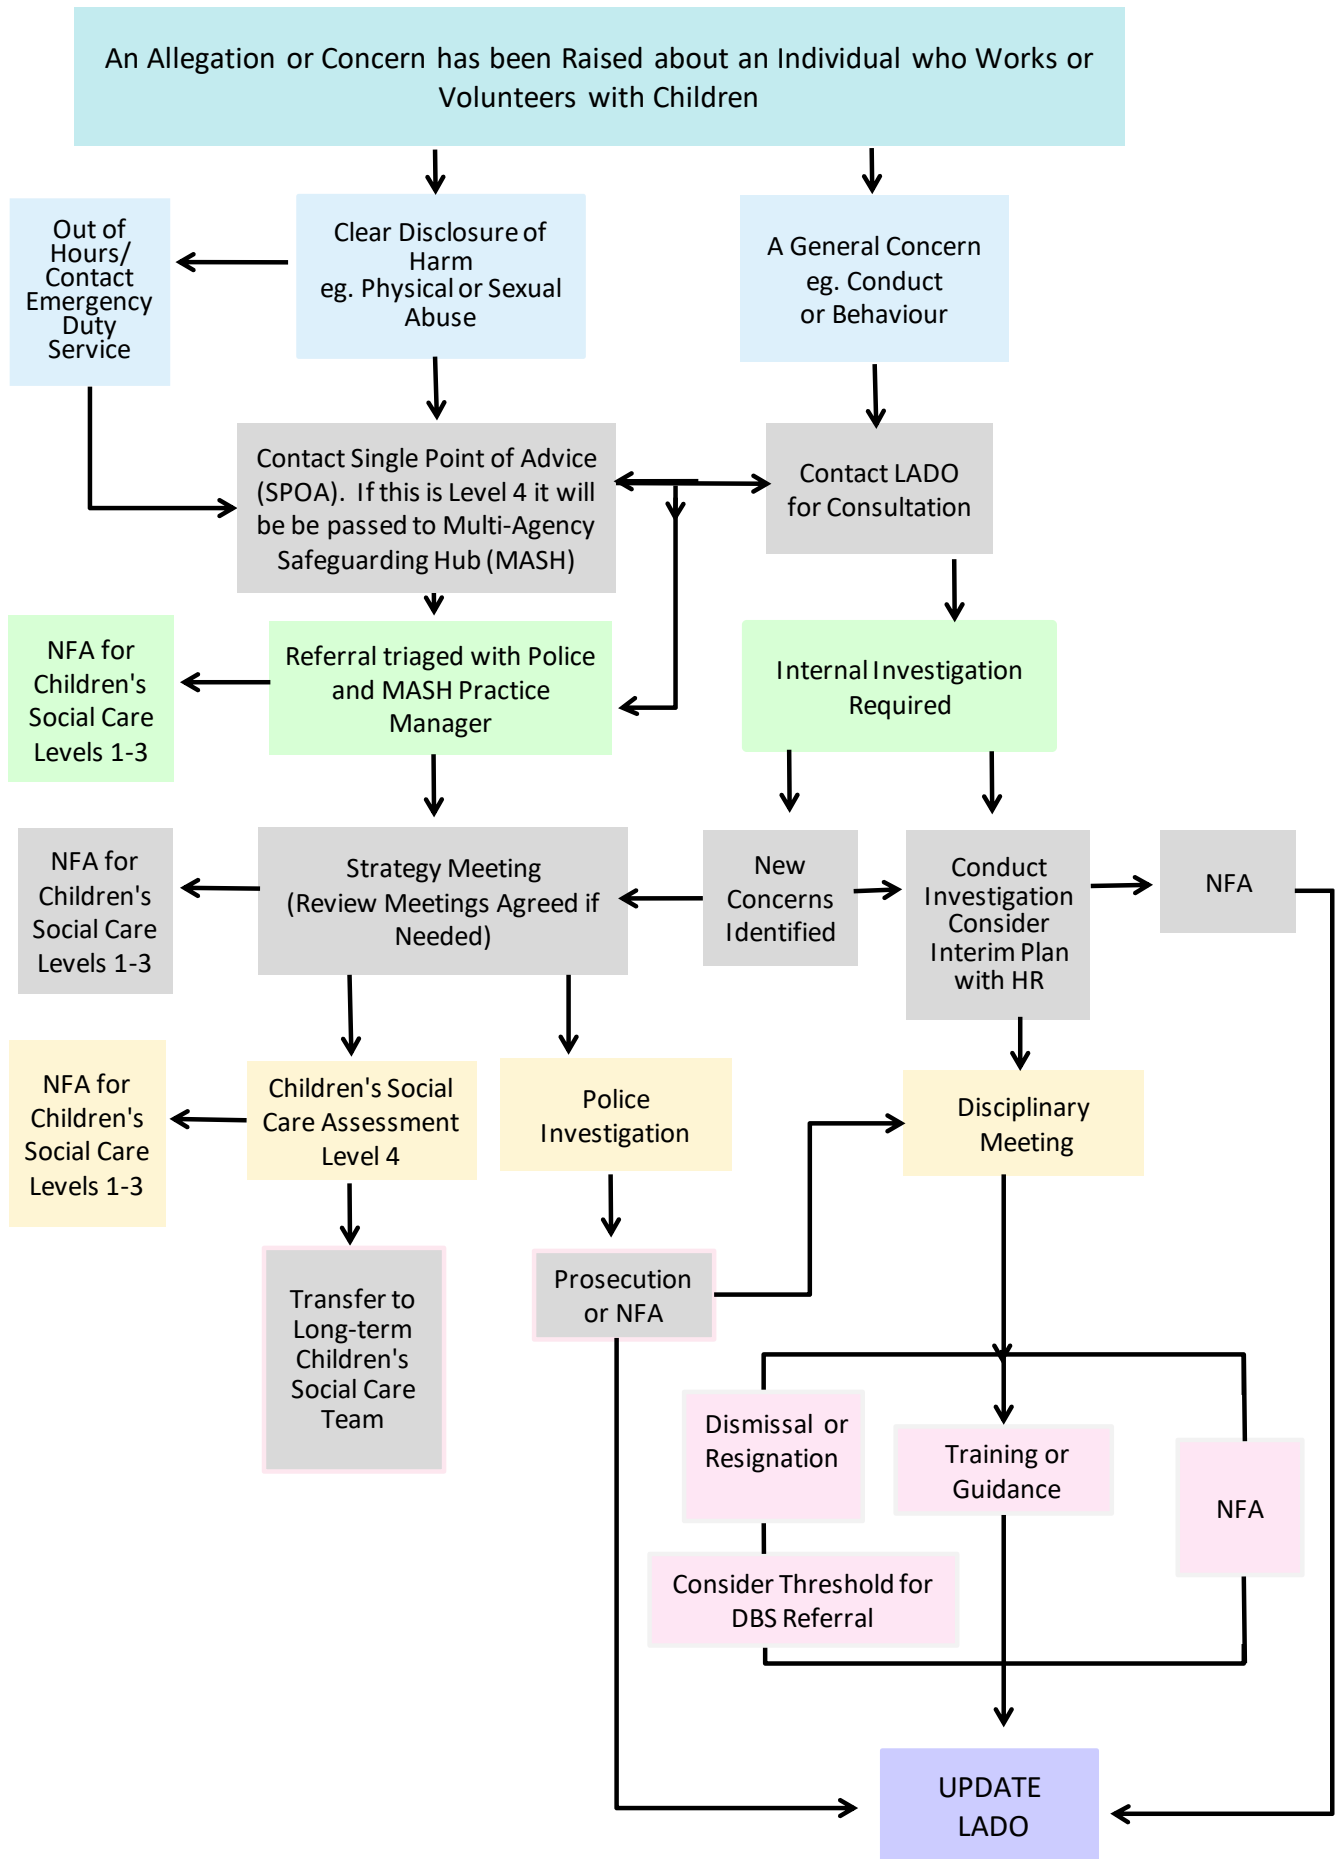 An Allegation or Concern has been Raised about an Individual who Works or
Volunteers with Children
Out of
Hours/
Contact
Emergency
Duty
Service
Clear Disclosure of
Harm
eg. Physical or Sexual
Abuse
A General Concern
eg. Conduct
or Behaviour
Contact Single Point of Advice
(SPOA). If this is Level 4 it will
be be passed to Multi-Agency
Safeguarding Hub (MASH)
Contact LADO
for Consultation
NFA for
Children's
Social Care
Levels 1-3
Referral triaged with Police
and MASH Practice
Manager
Internal Investigation
Required
NFA for
Children's
Social Care
Levels 1-3
Strategy Meeting
(Review Meetings Agreed if
Needed)
New
Concerns
Identified
Conduct
Investigation
Consider
Interim Plan
with HR
NFA
NFA for
Children's
Social Care
Levels 1-3
Children's Social
Care Assessment
Level 4
Police
Investigation
Disciplinary
Meeting
Transfer to
Long-term
Children's
Social Care
Team
Prosecution
or NFA
Dismissal or
Resignation
Training or
Guidance
NFA
Consider Threshold for
DBS Referral
UPDATE
LADO